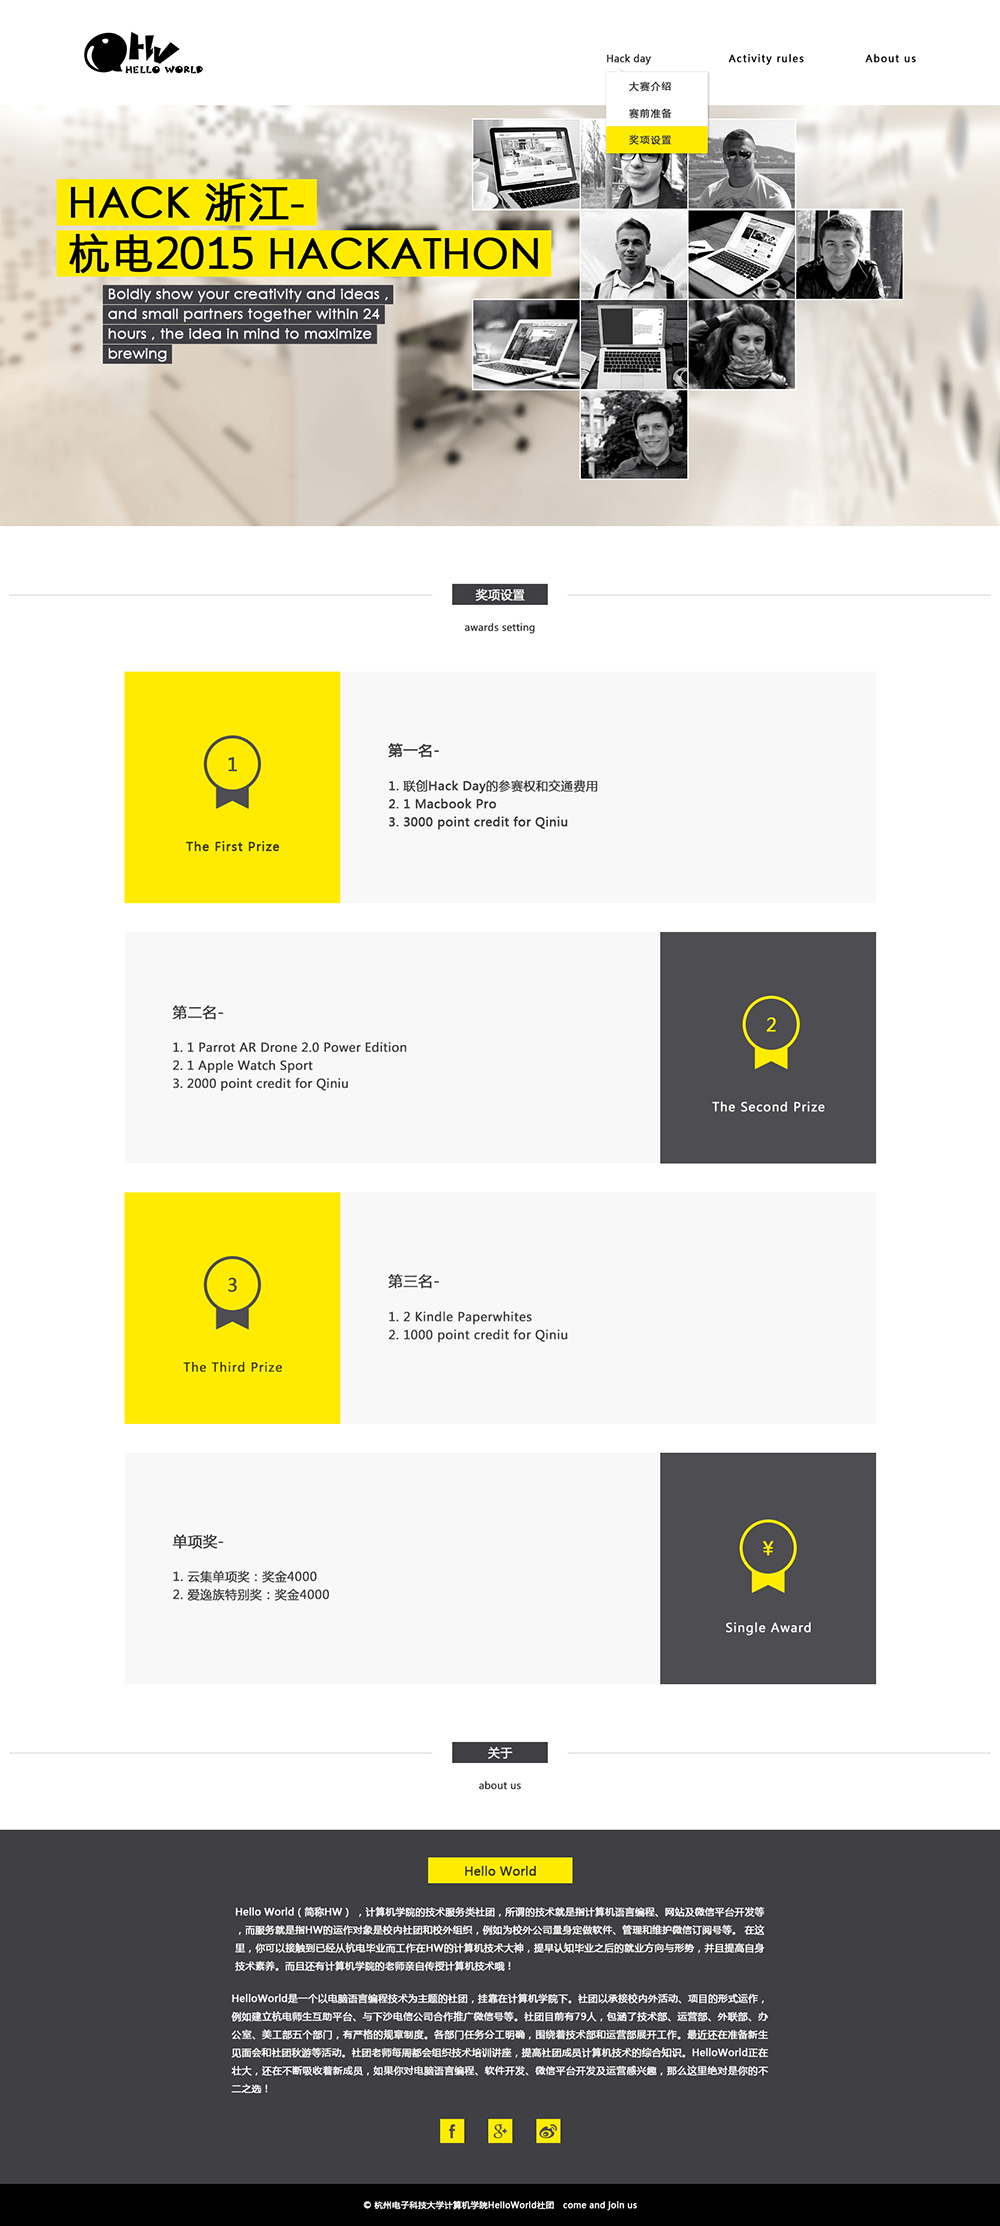 HW
HELLO WORLD
Hack day
Activity rules
About us
大赛介绍
赛前准备
奖项设置
HACK 浙江-
杭电2015 HACKATHON
Boldly show your creativity and ideas ,
and small partners together within 24
hours , the idea in mind to maximize
brewing
奖项设置
awards setting
1
The First Prize
第一名-
1. 联创Hack Day的参赛权和交通费用
2. 1 Macbook Pro
3. 3000 point credit for Qiniu
第二名-
1. 1 Parrot AR Drone 2.0 Power Edition
2. 1 Apple Watch Sport
3. 2000 point credit for Qiniu
2
The Second Prize
3
The Third Prize
第三名-
1. 2 Kindle Paperwhites
2. 1000 point credit for Qiniu
单项奖-
1. 云集单项奖：奖金4000
2. 爱逸族特别奖：奖金4000
¥
Single Award
关于
about us
Hello World
Hello World（简称HW），计算机学院的技术服务类社团，所谓的技术就是指计算机语言编程、网站及微信平台开发等
，而服务就是指HW的运作对象是校内社团和校外组织，例如为校外公司量身定做软件、管理和维护微信订阅号等。 在这
里，你可以接触到已经从杭电毕业而工作在HW的计算机技术大神，提早认知毕业之后的就业方向与形势，并且提高自身
技术素养。而且还有计算机学院的老师亲自传授计算机技术哦！
HelloWorld是一个以电脑语言编程技术为主题的社团，挂靠在计算机学院下。社团以承接校内外活动、项目的形式运作，
例如建立杭电师生互助平台、与下沙电信公司合作推广微信号等。社团目前有79人，包涵了技术部、运营部、外联部、办
公室、美工部五个部门，有严格的规章制度。各部门任务分工明确，围绕着技术部和运营部展开工作。最近还在准备新生
见面会和社团秋游等活动。社团老师每周都会组织技术培训讲座，提高社团成员计算机技术的综合知识。HelloWorld正在
壮大，还在不断吸收着新成员，如果你对电脑语言编程、软件开发、微信平台开发及运营感兴趣，那么这里绝对是你的不
二之选！
f
g+
© 杭州电子科技大学计算机学院HelloWorld社团 come and join us